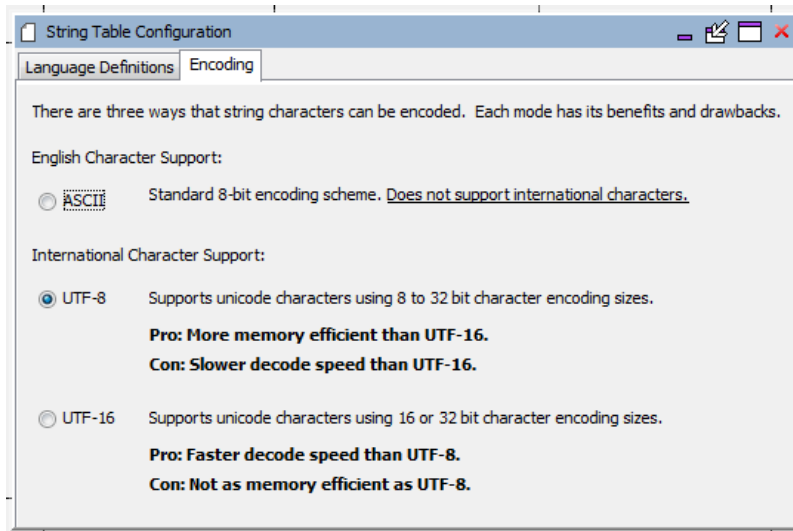 String Table Configuration
Language Definitions Encoding
There are three ways that string characters can be encoded. Each mode has its benefits and drawbacks.
English Character Support:
ASCII Standard 8-bit encoding scheme. Does not support international characters.
International Character Support:
UTF-8 Supports unicode characters using 8 to 32 bit character encoding sizes.
Pro: More memory efficient than UTF-16.
Con: Slower decode speed than UTF-16.
UTF-16 Supports unicode characters using 16 or 32 bit character encoding sizes.
Pro: Faster decode speed than UTF-8.
Con: Not as memory efficient as UTF-8.